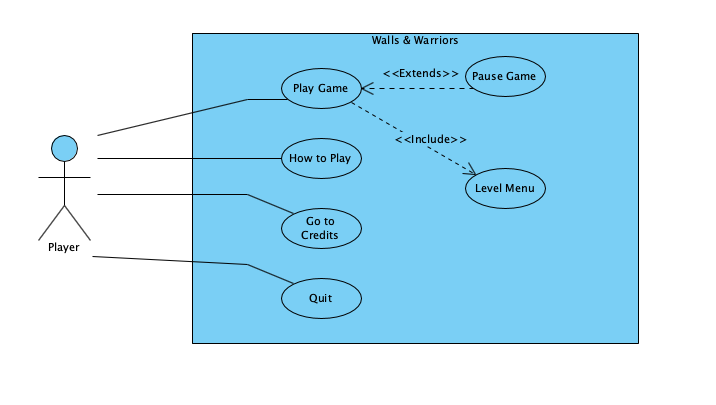 Walls & Warriors
<<Extends>>
Pause Game
Play Game
<<Include>>
How to Play
Level Menu
Go to
Credits
Player
Quit